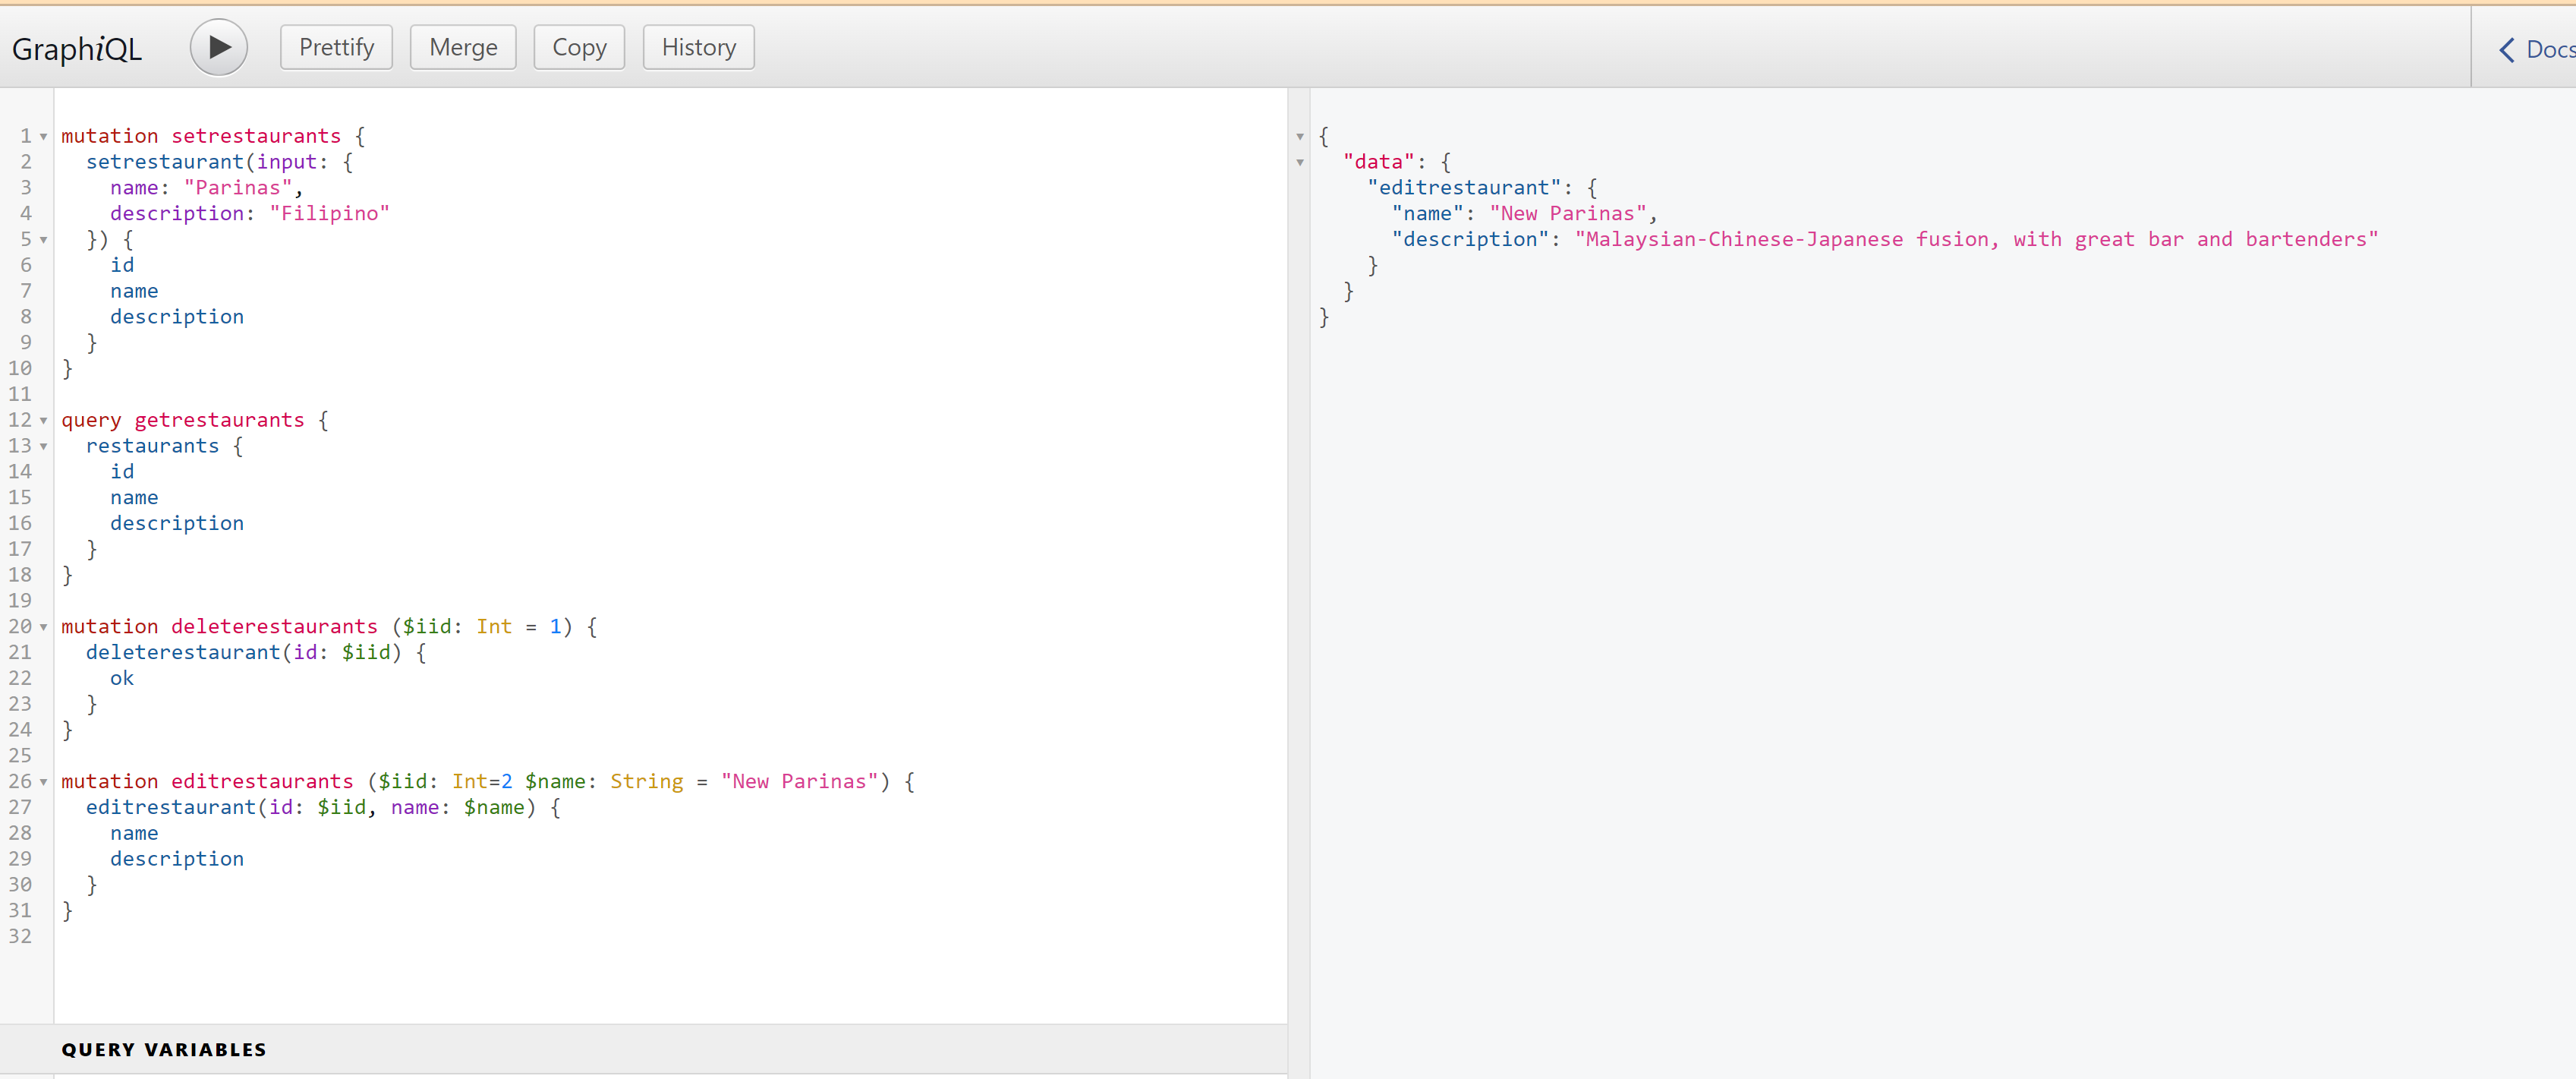 GraphiQL Prettify Merge Copy History Docs
1 mutation setrestaurants {
2   setrestaurant(input: {
3     name: "Parinas",
4     description: "Filipino"
5   }) {
6     id
7     name
8     description
9   }
10 }
11
12 query getrestaurants {
13   restaurants {
14     id
15     name
16     description
17   }
18 }
19
20 mutation deleterestaurants ($iid: Int = 1) {
21   deleterestaurant(id: $iid) {
22     ok
23   }
24 }
25
26 mutation editrestaurants ($iid: Int=2 $name: String = "New Parinas") {
27   editrestaurant(id: $iid, name: $name) {
28     name
29     description
30   }
31 }
32
QUERY VARIABLES
{
  "data": {
    "editrestaurant": {
      "name": "New Parinas",
      "description": "Malaysian-Chinese-Japanese fusion, with great bar and bartenders"
    }
  }
}